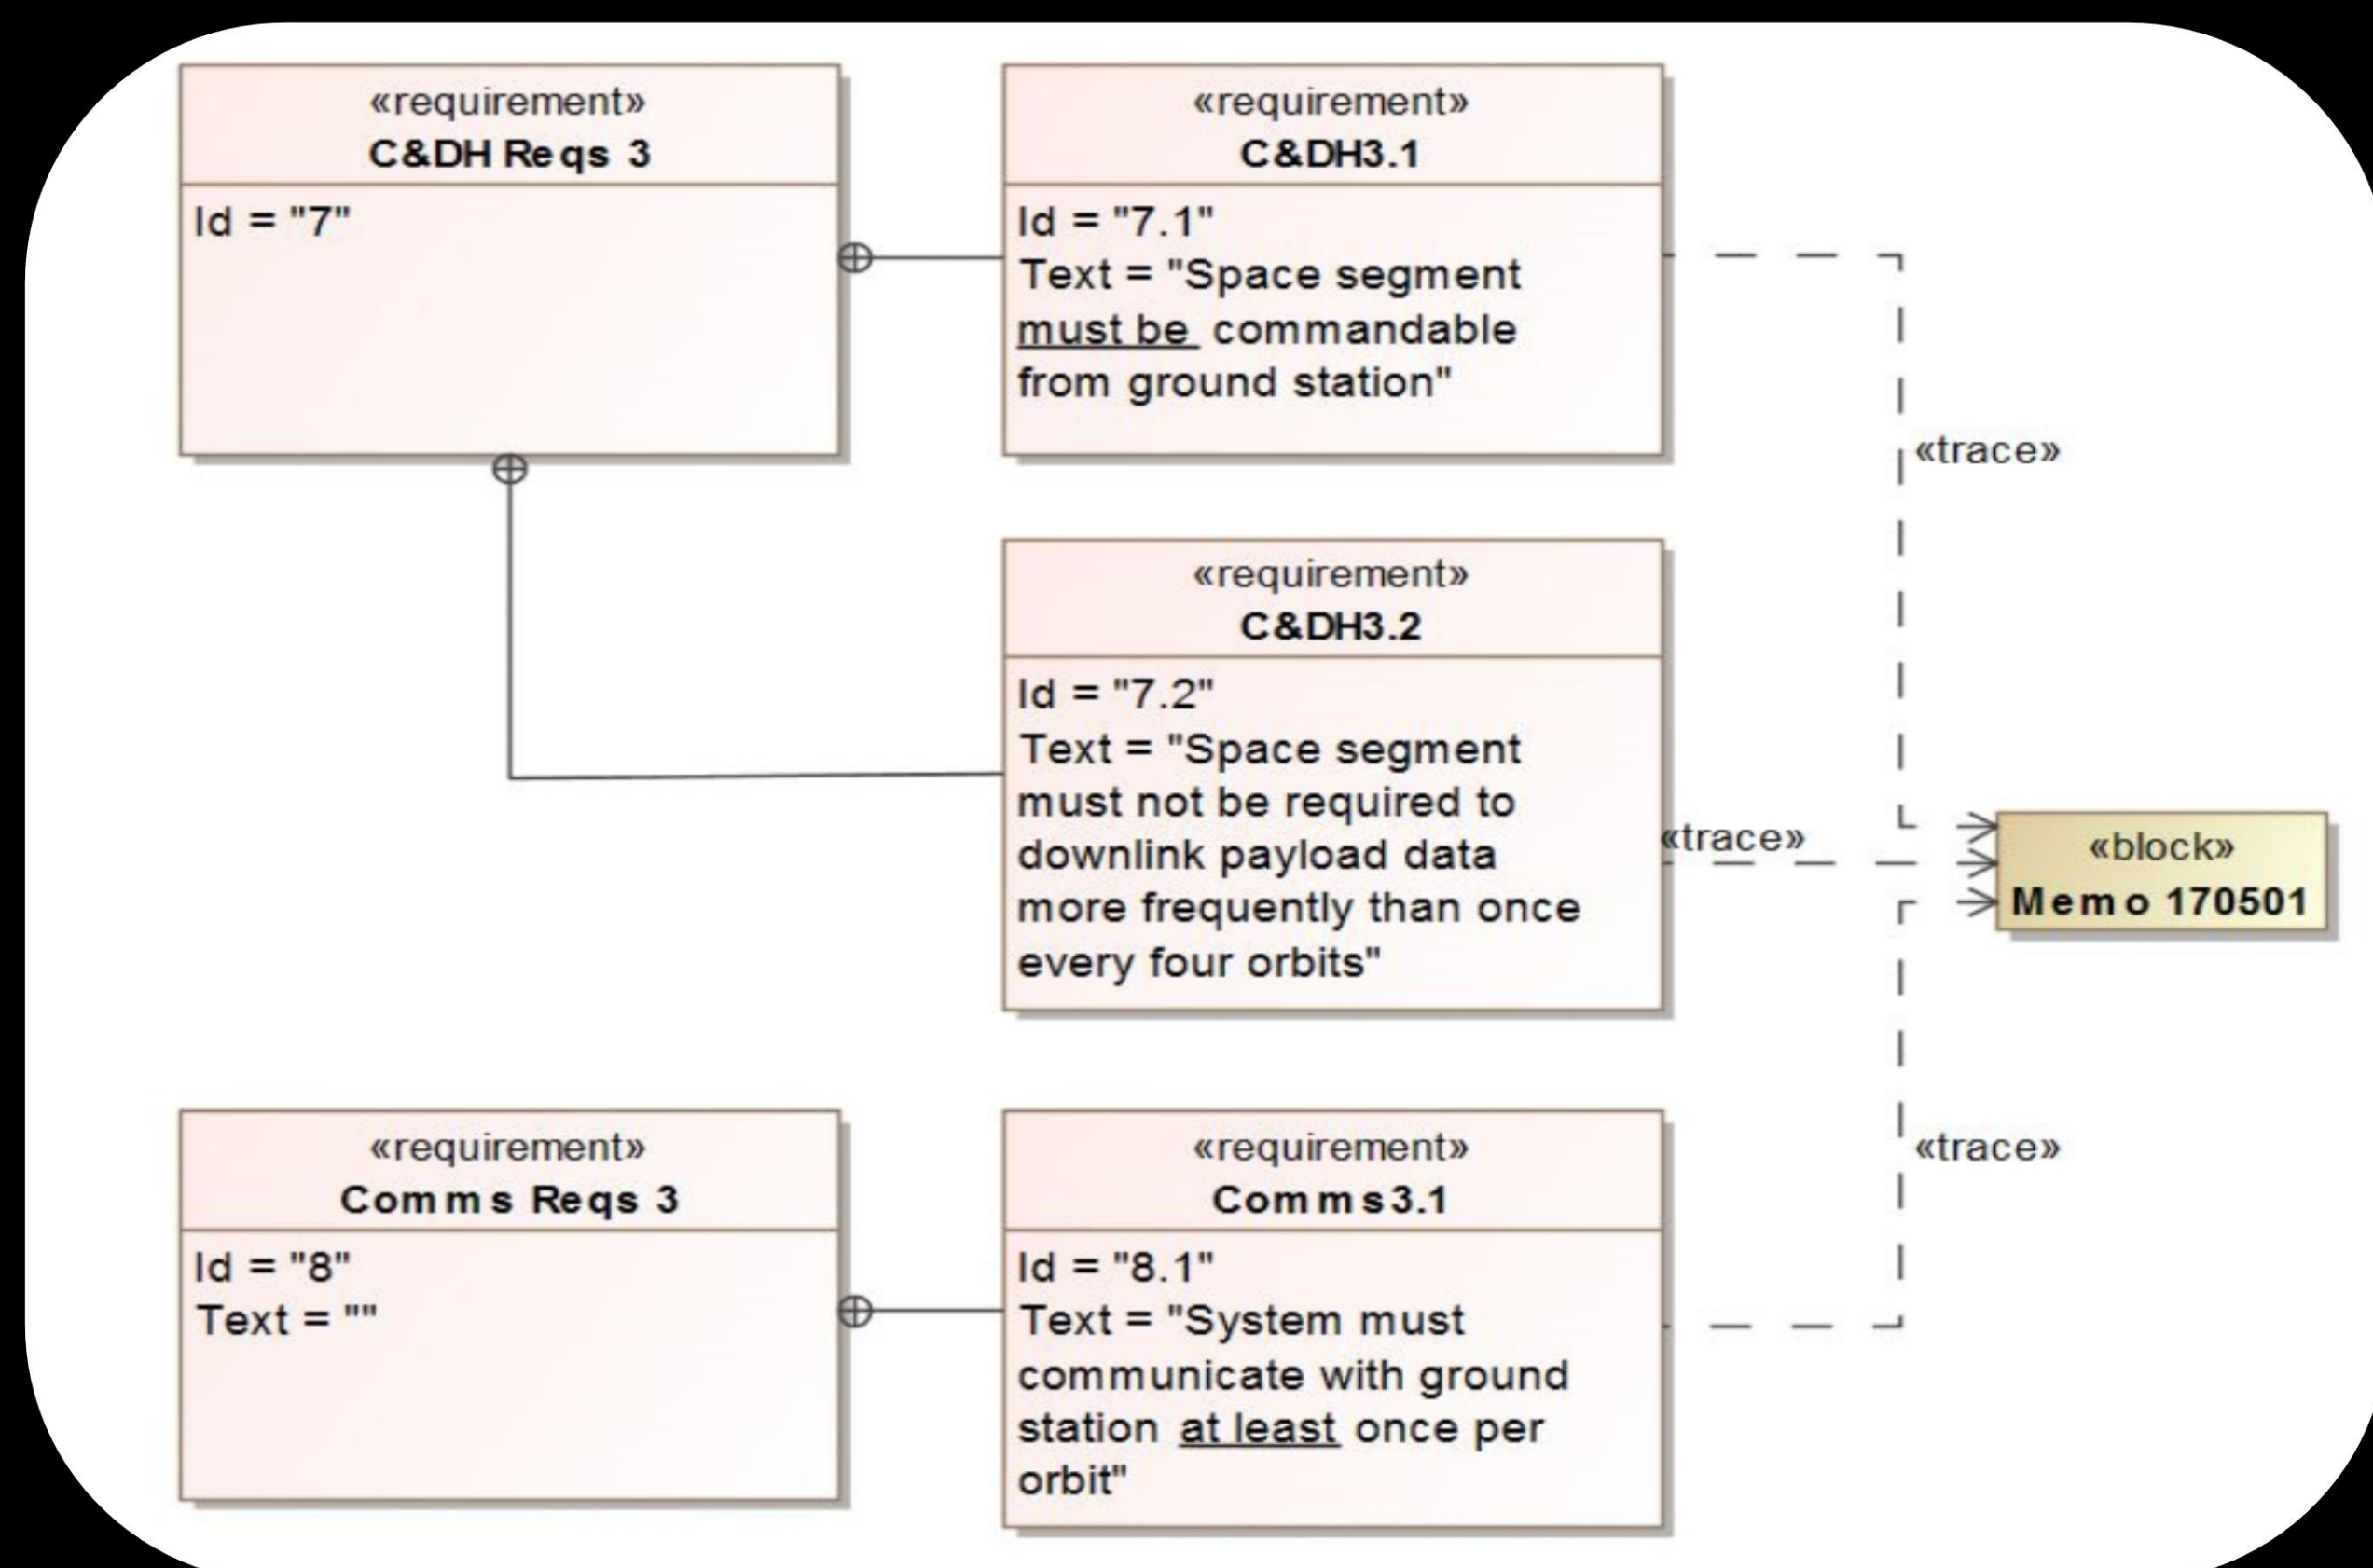 «requirement»
C&DH Reqs 3
Id = "7"
«requirement»
C&DH3.1
Id = "7.1"
Text = "Space segment
must be commandable
from ground station"
«trace»
«requirement»
C&DH3.2
Id = "7.2"
Text = "Space segment
must not be required to
downlink payload data
more frequently than once
every four orbits"
«trace»
«block»
Memo 170501
«requirement»
Comms Reqs 3
Id = "8"
Text = ""
«requirement»
Comms3.1
Id = "8.1"
Text = "System must
communicate with ground
station at least once per
orbit"
«trace»